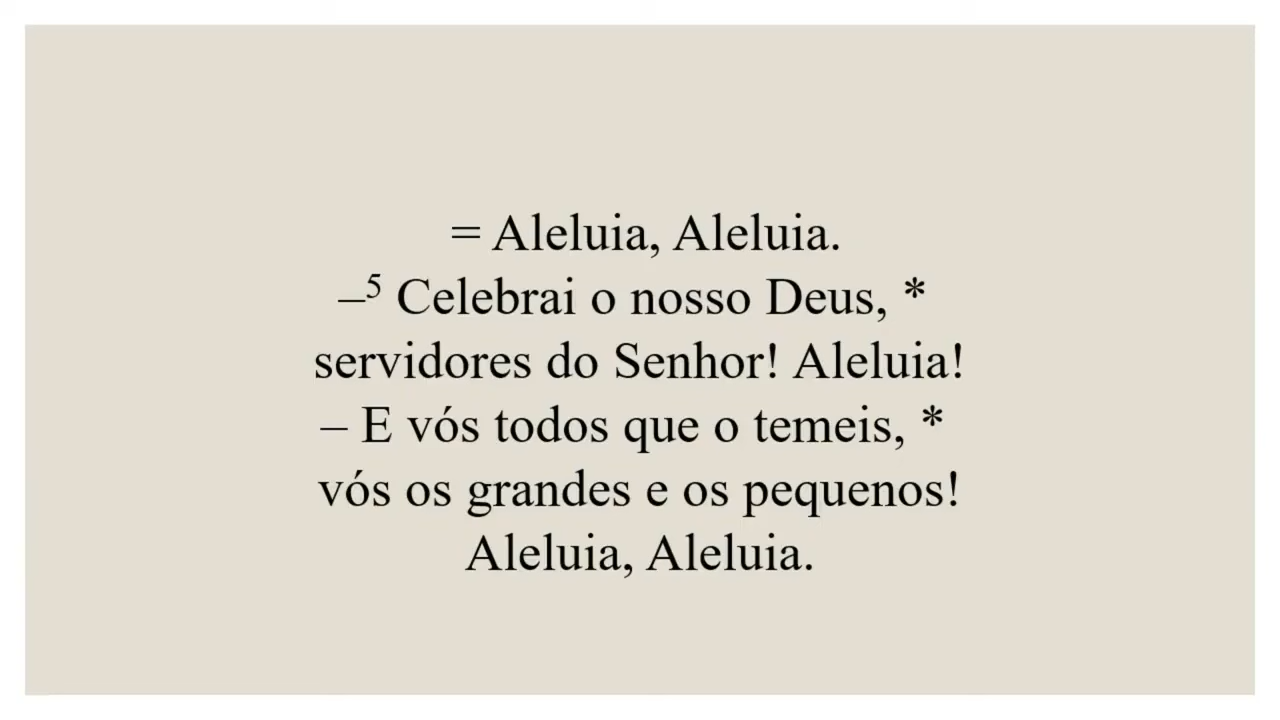 = Aleluia, Aleluia.
–⁵ Celebrai o nosso Deus, *
servidores do Senhor! Aleluia!
– E vós todos que o temeis, *
vós os grandes e os pequenos!
Aleluia, Aleluia.